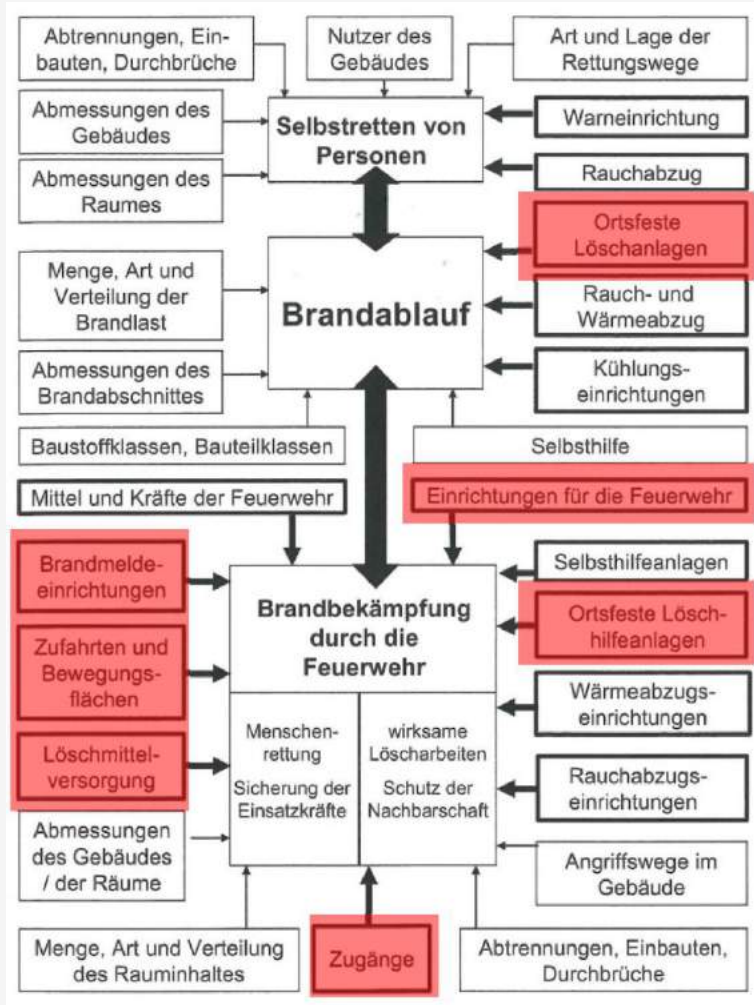 Abtrennungen, Ein-
bauten, Durchbrüche
Nutzer des
Gebäudes
Art und Lage der
Rettungswege
Abmessungen des
Gebäudes
Selbstretten von
Personen
Warneinrichtung
Abmessungen des
Raumes
Rauchabzug
Ortsfeste
Löschanlagen
Menge, Art und
Verteilung der
Brandlast
Brandablauf
Rauch- und
Wärmeabzug
Abmessungen des
Brandabschnittes
Kühlungs-
einrichtungen
Baustoffklassen, Bauteilklassen
Selbsthilfe
Mittel und Kräfte der Feuerwehr
Einrichtungen für die Feuerwehr
Brandmelde-
einrichtungen
Selbsthilfeanlagen
Brandbekämpfung
durch die
Feuerwehr
Ortsfeste Lösch-
hilfeanlagen
Zufahrten und
Bewegungs-
flächen
Wärmeabzugs-
einrichtungen
Menschen-
rettung
Sicherung der
Einsatzkräfte
wirksame
Löscharbeiten
Schutz der
Nachbarschaft
Löschmittel-
versorgung
Rauchabzugs-
einrichtungen
Abmessungen
des Gebäudes
/ der Räume
Angriffswege im
Gebäude
Menge, Art und Verteilung
des Rauminhaltes
Zugänge
Abtrennungen, Einbauten,
Durchbrüche